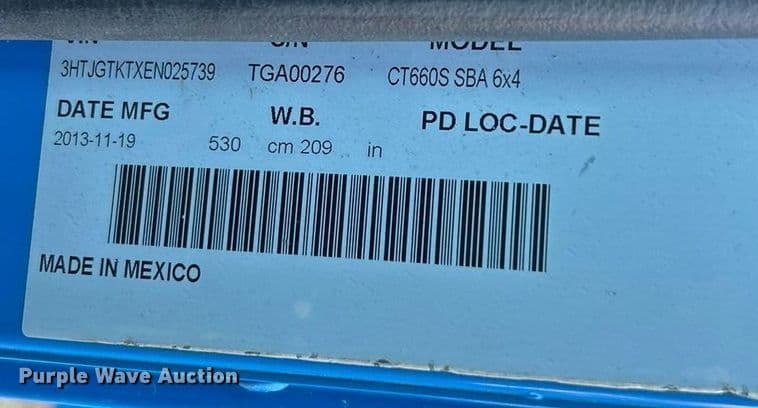 MODEL
3HTJGTKTXEN025739 TGA00276 CT660S SBA 6x4
DATE MFG W.B. PD LOC-DATE
2013-11-19 530 cm 209 in
MADE IN MEXICO
Purple Wave Auction